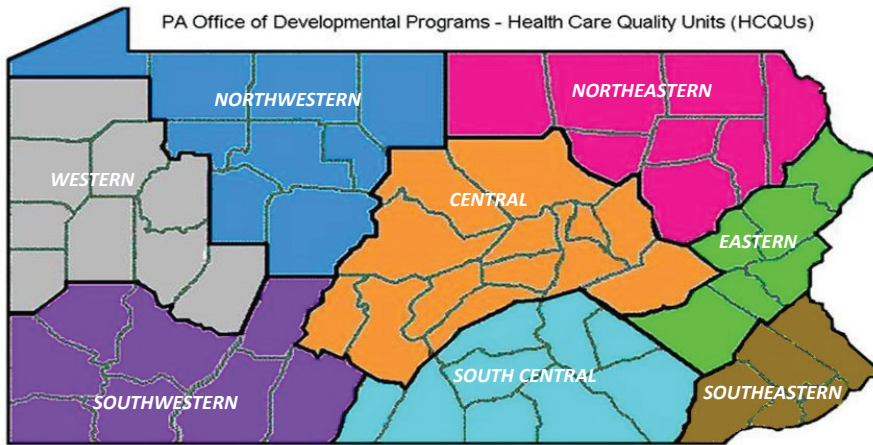 PA Office of Developmental Programs - Health Care Quality Units (HCQUs)
NORTHWESTERN
NORTHEASTERN
WESTERN
CENTRAL
EASTERN
SOUTH CENTRAL
SOUTHEASTERN
SOUTHWESTERN